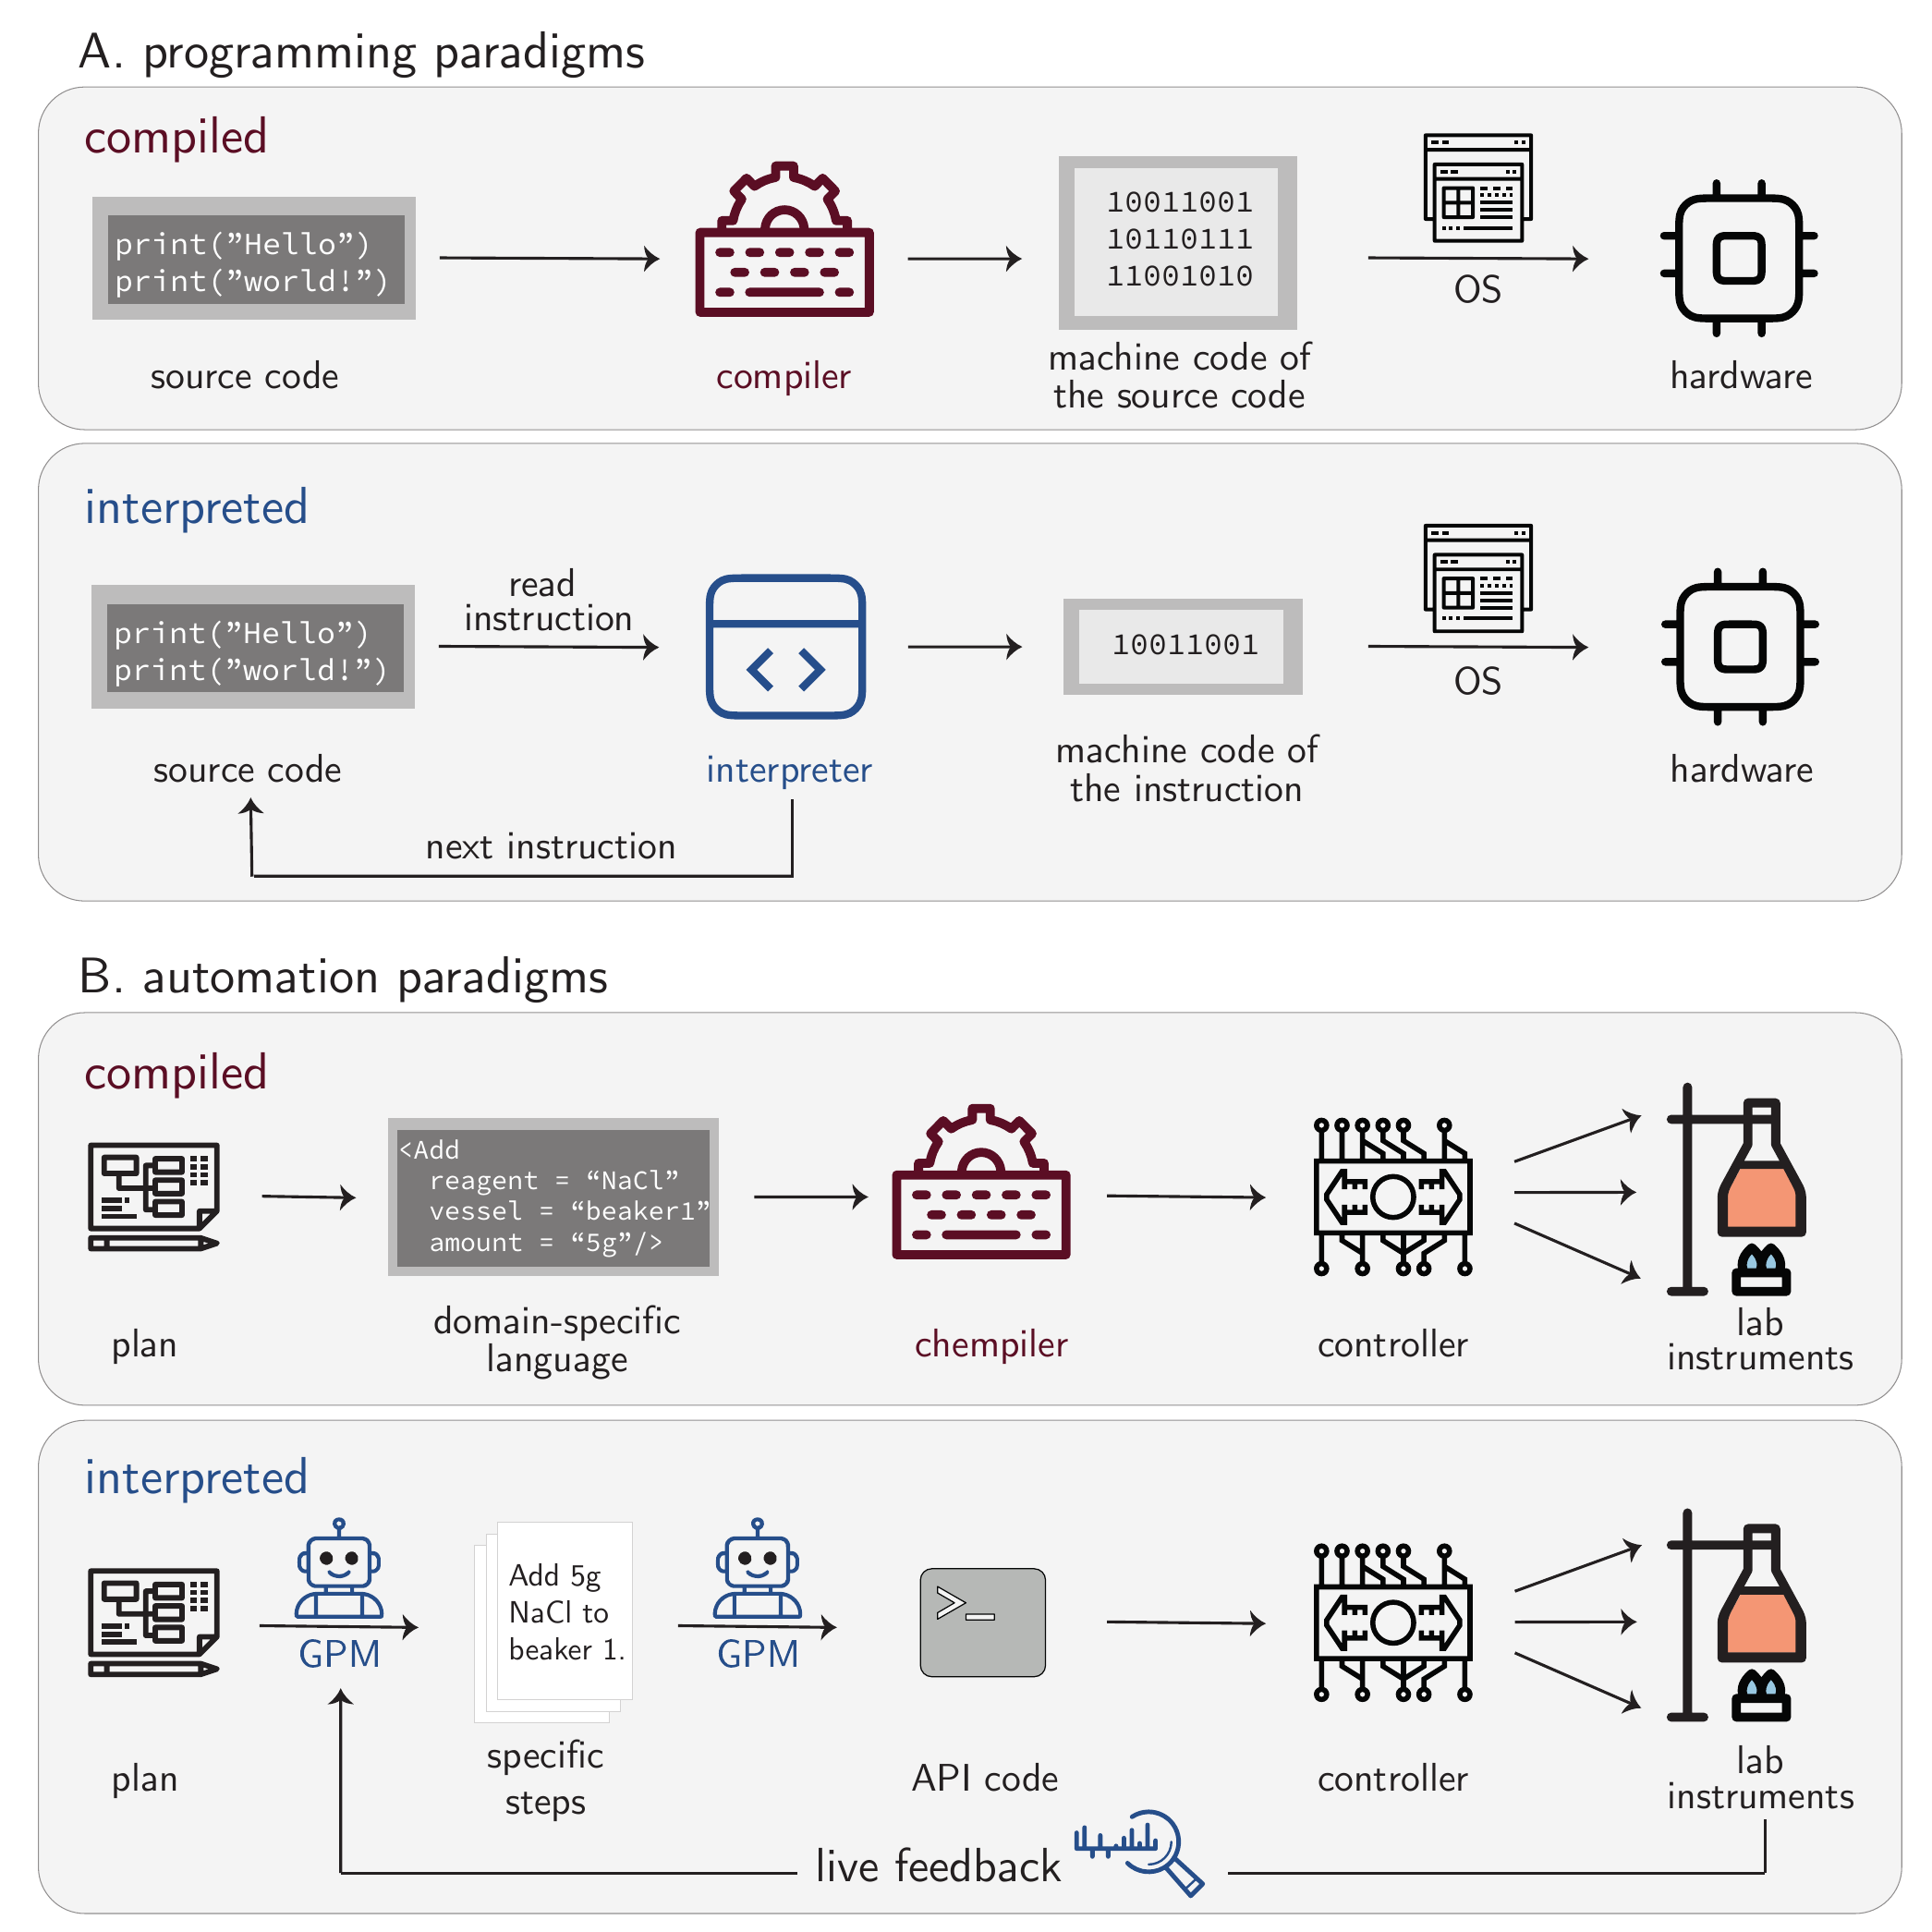 A. programming paradigms
compiled
print(”Hello”)
print(”world!”)
source code
compiler
10011001
10110111
11001010
machine code of
the source code
OS
hardware
interpreted
print(”Hello”)
print(”world!”)
source code
read
instruction
interpreter
10011001
machine code of
the instruction
OS
hardware
next instruction
B. automation paradigms
compiled
plan
<Add
reagent = “NaCl”
vessel = “beaker1”
amount = “5g”/>
domain-specific
language
chempiler
controller
lab
instruments
interpreted
plan
GPM
Add 5g
NaCl to
beaker 1.
specific
steps
GPM
>_
API code
controller
lab
instruments
live feedback